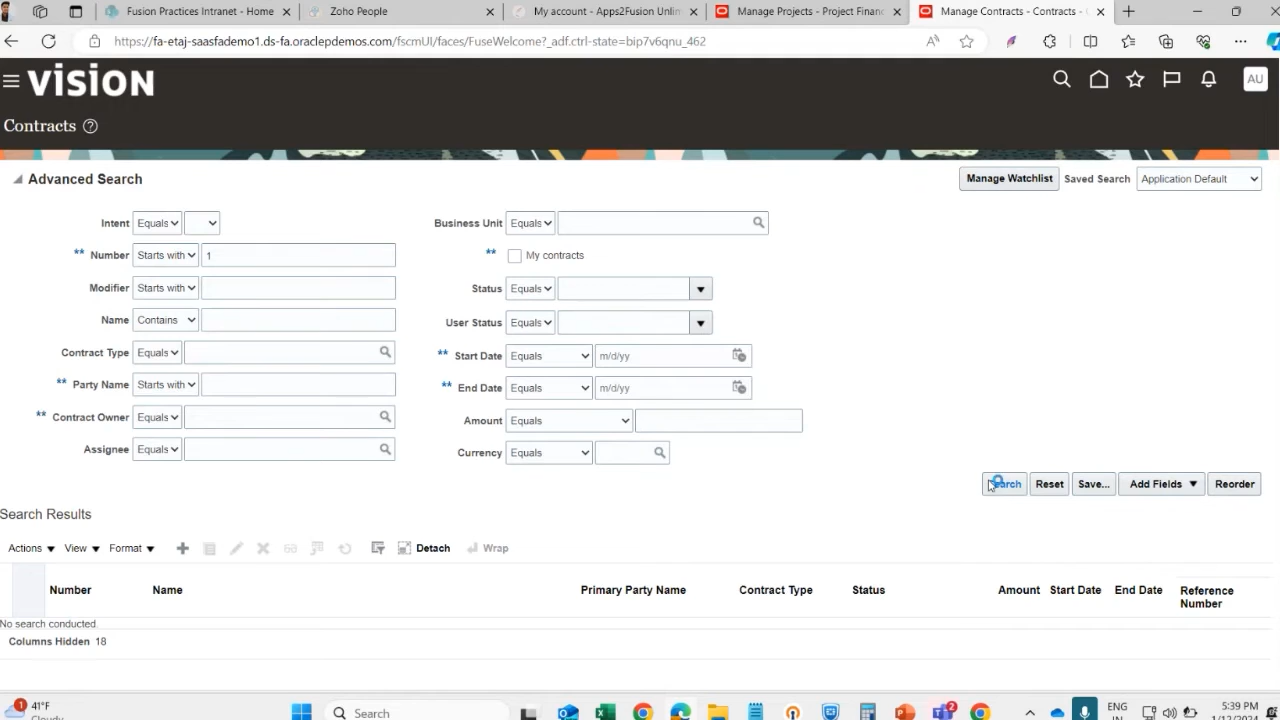 Fusion Practices Intranet - Home
Zoho People
My account - Apps2Fusion Unlim
Manage Projects - Project Financ
Manage Contracts - Contracts -
https://fa-etaj-saasfademo1.ds-fa.oraclepdemos.com/fscmUI/faces/FuseWelcome?_adf.ctrl-state=bip7v6qnu_462
vision
AU
Contracts
Advanced Search
Manage Watchlist Saved Search Application Default
Intent Equals
Business Unit Equals
** Number Starts with 1
** My contracts
Modifier Starts with
Status Equals
Name Contains
User Status Equals
Contract Type Equals
** Start Date Equals m/d/yy
** Party Name Starts with
** End Date Equals m/d/yy
** Contract Owner Equals
Amount Equals
Assignee Equals
Currency Equals
Search Reset Save... Add Fields Reorder
Search Results
Actions View Format Detach Wrap
Number Name Primary Party Name Contract Type Status Amount Start Date End Date Reference
Number
No search conducted.
Columns Hidden 18
1 41°F
Cloudy
Search
2
ENG
IN
5:39 PM
1/12/2024